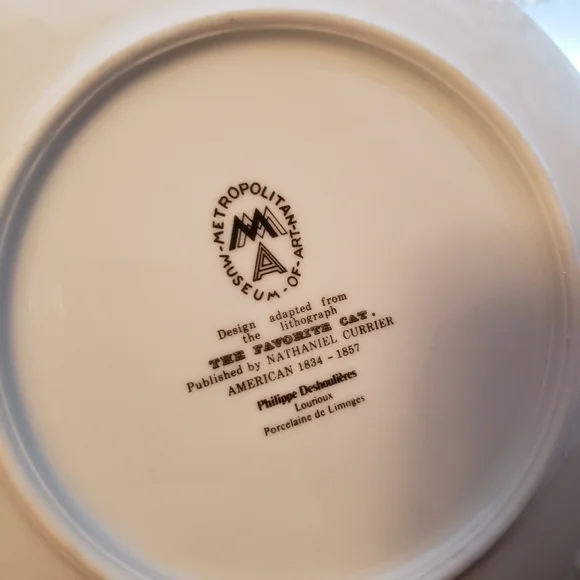 METROPOLITAN
MUSEUM-OF-ART
MMA
Design adapted from
the lithograph
THE FAVORITE CAT.
Published by NATHANIEL CURRIER
AMERICAN 1834 - 1857
Philippe Deshoulières
Lourioux
Porcelaine de Limoges